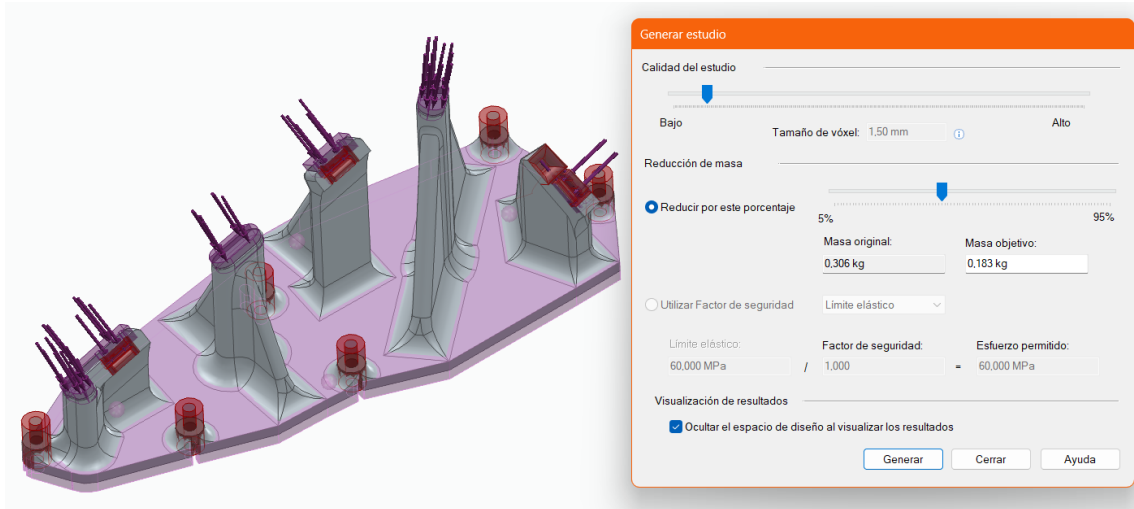 Generar estudio
Calidad del estudio
Bajo
Alto
Tamaño de vóxel: 1,50 mm
Reducción de masa
Reducir por este porcentaje
5%
95%
Masa original: Masa objetivo:
0,306 kg 0,183 kg
Utilizar Factor de seguridad Límite elástico
Límite elástico: Factor de seguridad: Esfuerzo permitido:
60,000 MPa / 1,000 = 60,000 MPa
Visualización de resultados
Ocultar el espacio de diseño al visualizar los resultados
Generar Cerrar Ayuda